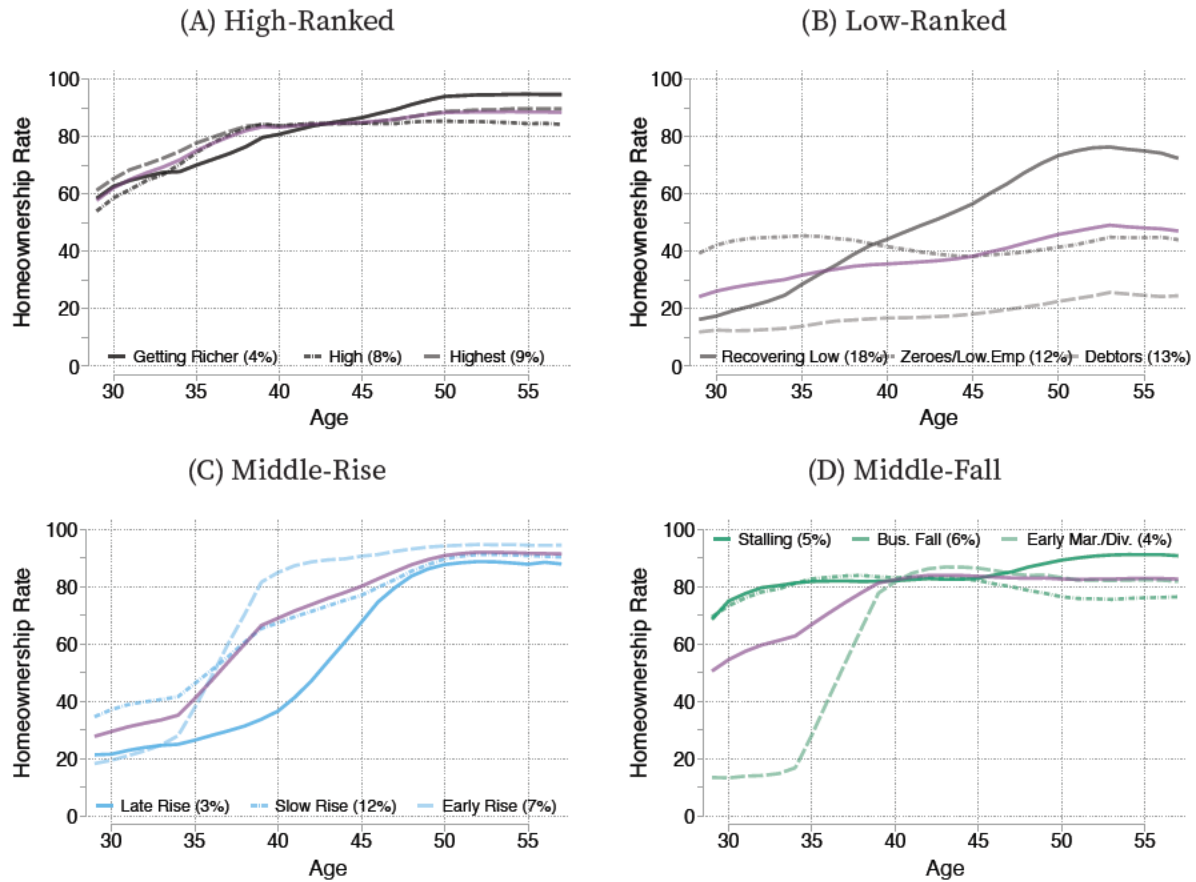 (A) High-Ranked
Homeownership Rate
100
80
60
40
20
0
Getting Richer (4%) High (8%) Highest (9%)
30 35 40 45 50 55
Age
(B) Low-Ranked
Homeownership Rate
100
80
60
40
20
0
Recovering Low (18%) Zeroes/Low.Emp (12%) Debtors (13%)
30 35 40 45 50 55
Age
(C) Middle-Rise
Homeownership Rate
100
80
60
40
20
0
Late Rise (3%) Slow Rise (12%) Early Rise (7%)
30 35 40 45 50 55
Age
(D) Middle-Fall
Homeownership Rate
Stalling (5%) Bus. Fall (6%) Early Mar./Div. (4%)
100
80
60
40
20
0
30 35 40 45 50 55
Age